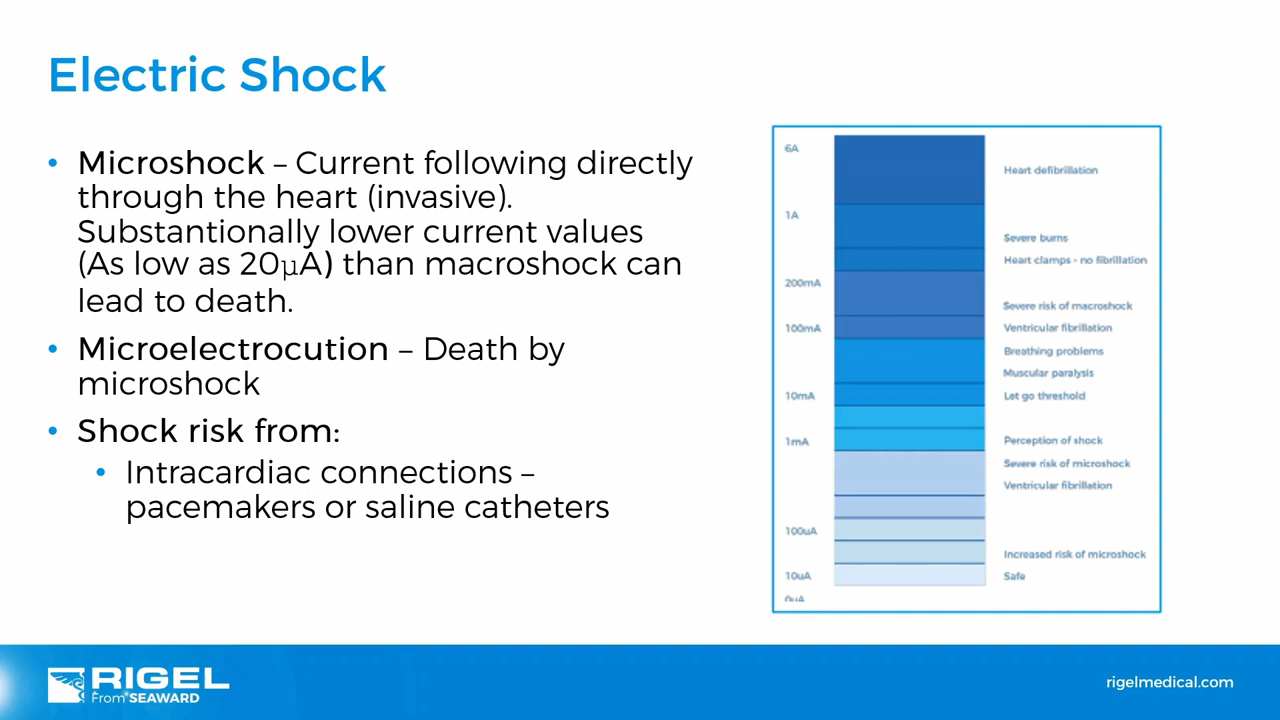 Electric Shock
• Microshock – Current following directly
through the heart (invasive).
Substantionally lower current values
(As low as 20µA) than macroshock can
lead to death.
• Microelectrocution – Death by
microshock
• Shock risk from:
• Intracardiac connections –
pacemakers or saline catheters
6A
Heart defibrillation
1A
Severe burns
Heart clamps - no fibrillation
200mA
Severe risk of macroshock
100mA
Ventricular fibrillation
Breathing problems
Muscular paralysis
10mA
Let go threshold
1mA
Perception of shock
Severe risk of microshock
Ventricular fibrillation
100uA
Increased risk of microshock
10uA
Safe
0uA
RIGEL
From SEAWARD
rigelmedical.com